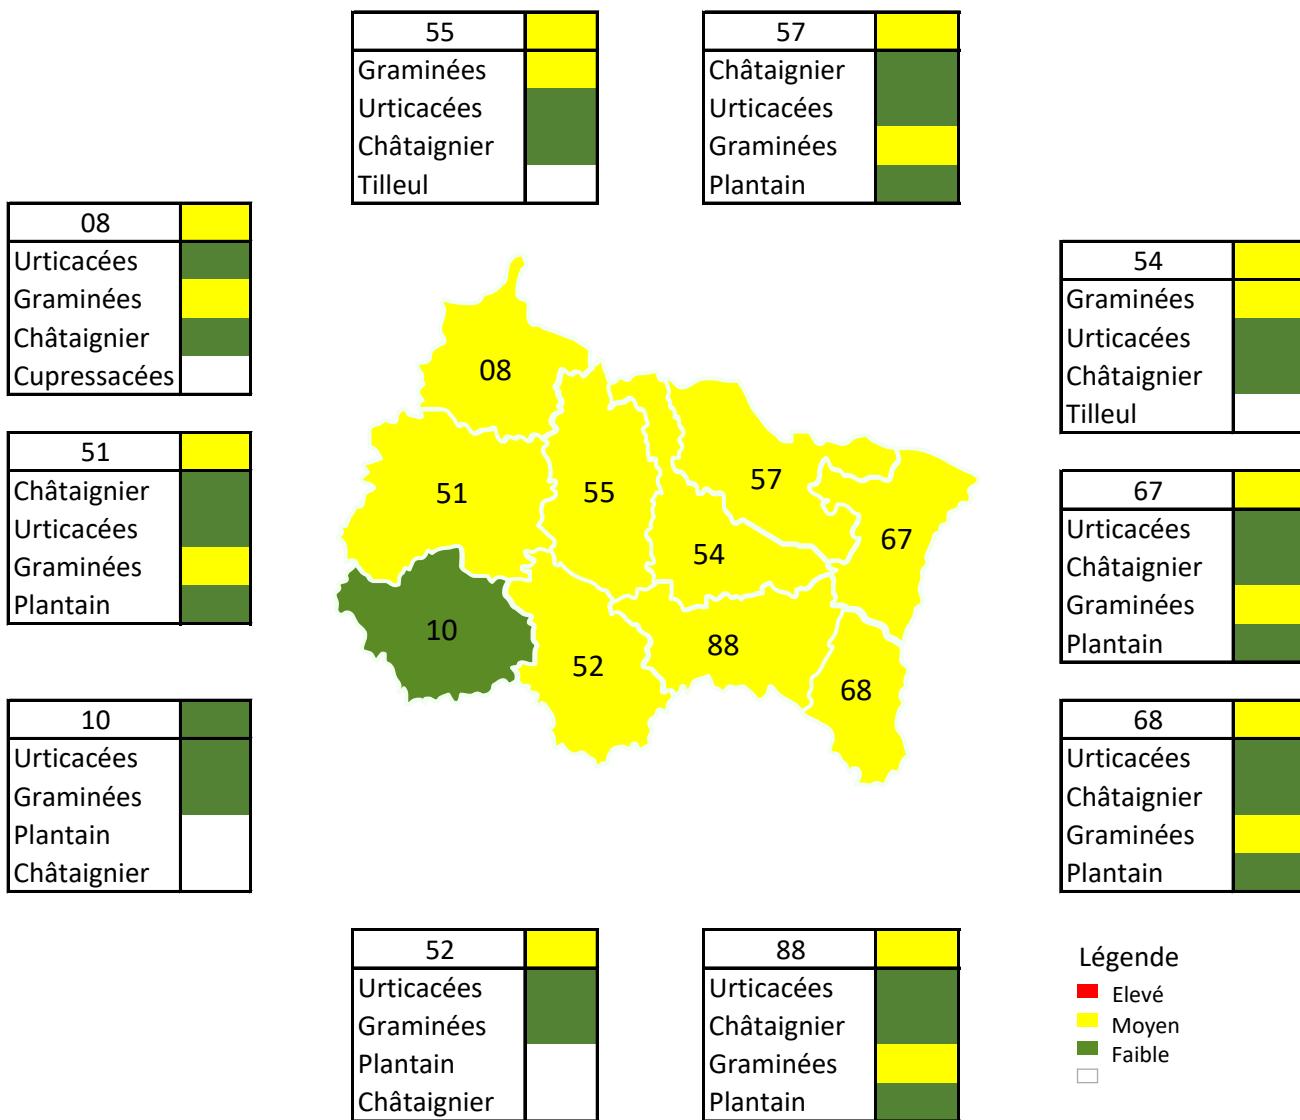 55
Graminées
Urticacées
Châtaignier
Tilleul
57
Châtaignier
Urticacées
Graminées
Plantain
08
Urticacées
Graminées
Châtaignier
Cupressacées
54
Graminées
Urticacées
Châtaignier
Tilleul
51
Châtaignier
Urticacées
Graminées
Plantain
67
Urticacées
Châtaignier
Graminées
Plantain
08
51
55
57
54
67
10
52
88
68
10
Urticacées
Graminées
Plantain
Châtaignier
68
Urticacées
Châtaignier
Graminées
Plantain
52
Urticacées
Graminées
Plantain
Châtaignier
88
Urticacées
Châtaignier
Graminées
Plantain
Légende
Elevé
Moyen
Faible